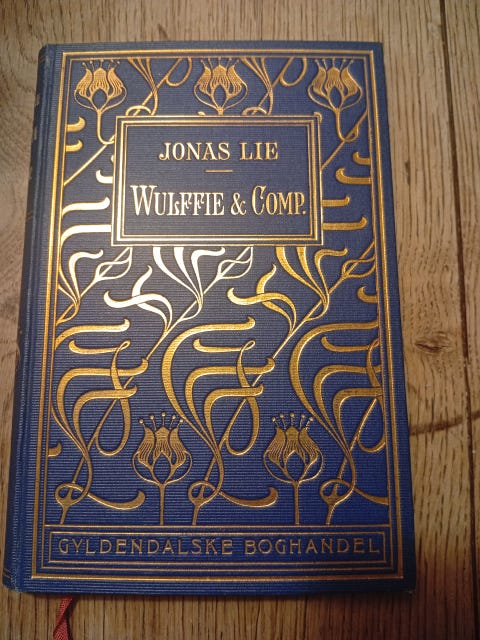 JONAS LIE
WULFFIE & COMP.
GYLDENDALSKE BOGHANDEL